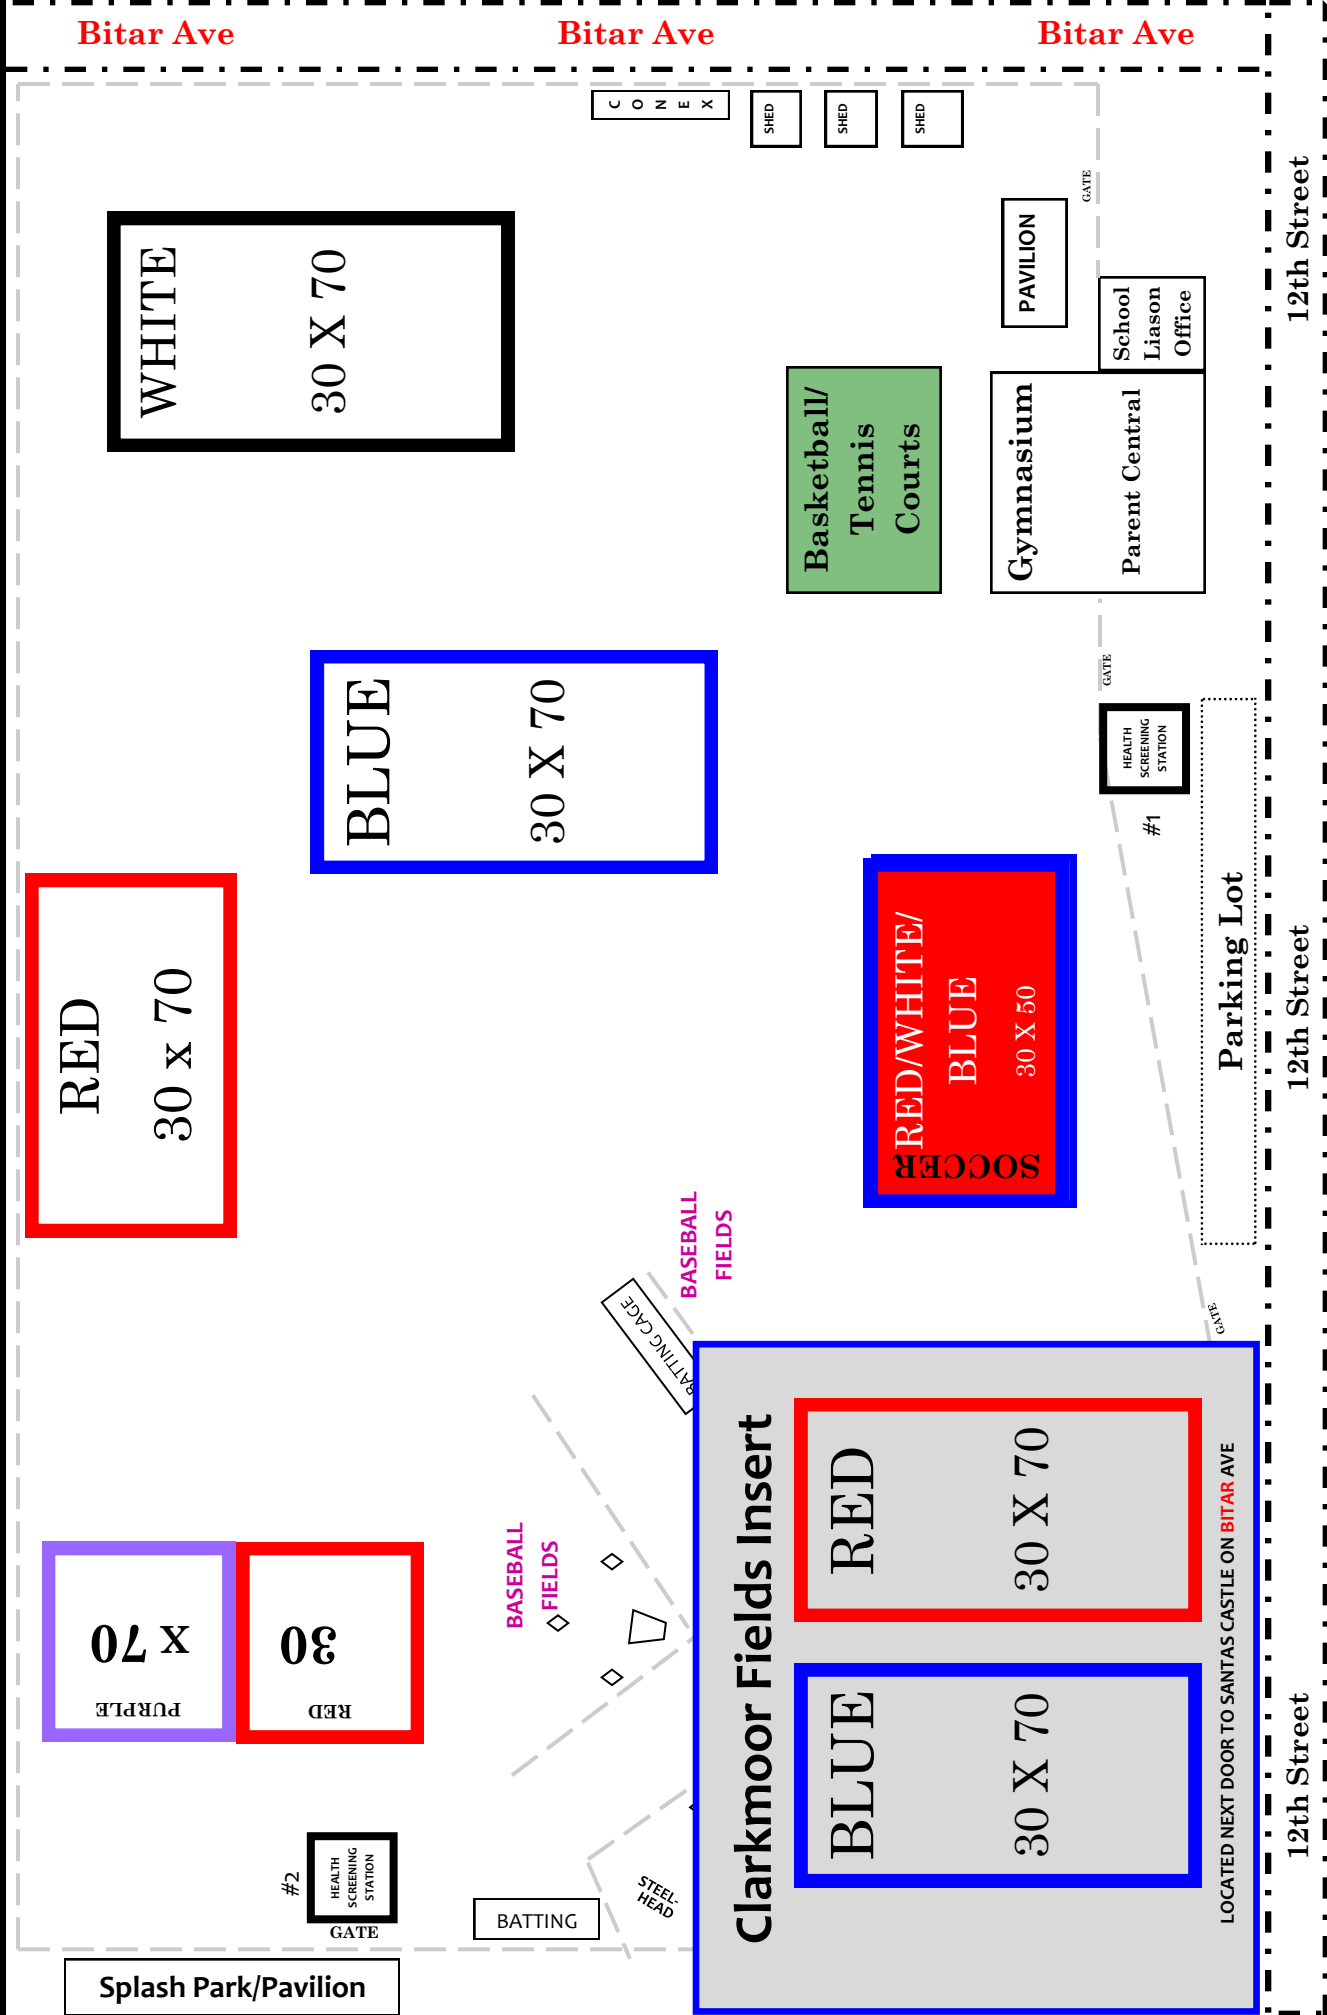 Bitar Ave
Bitar Ave
Bitar Ave
CONEX
SHED
SHED
SHED
GATE
12th Street
PAVILION
WHITE
30 X 70
School
Liason
Office
Basketball/
Tennis
Courts
Gymnasium
Parent Central
GATE
BLUE
30 X 70
HEALTH
SCREENING
STATION
#1
RED
30 x 70
RED/WHITE/
BLUE
30 X 50
SOCCER
Parking Lot
12th Street
BASEBALL
FIELDS
BATTING CAGE
GATE
BASEBALL
FIELDS
x 70
PURPLE
30
RED
Clarkmoor Fields Insert
RED
30 X 70
BLUE
30 X 70
LOCATED NEXT DOOR TO SANTAS CASTLE ON BITAR AVE
12th Street
#2
HEALTH
SCREENING
STATION
GATE
STEEL-
HEAD
BATTING
Splash Park/Pavilion